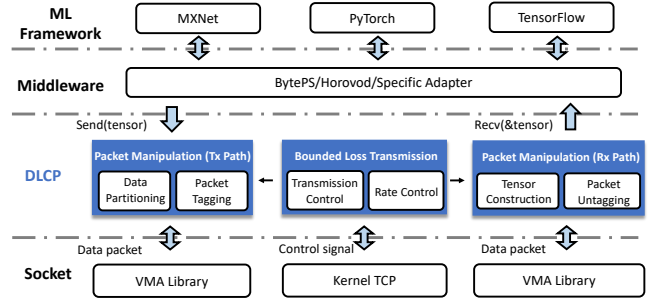 ML
Framework
MXNet
PyTorch
TensorFlow
Middleware
BytePS/Horovod/Specific Adapter
Send(tensor)
Recv(&tensor)
DLCP
Packet Manipulation (Tx Path)
Data
Partitioning
Packet
Tagging
Bounded Loss Transmission
Transmission
Control
Rate Control
Packet Manipulation (Rx Path)
Tensor
Construction
Packet
Untagging
Data packet
Control signal
Data packet
Socket
VMA Library
Kernel TCP
VMA Library